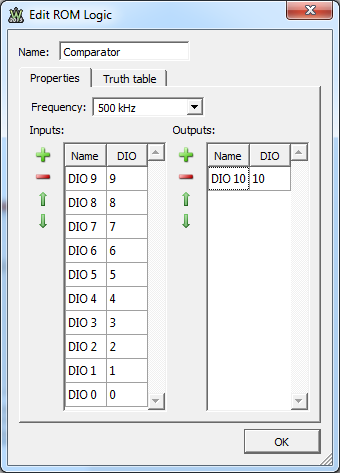 Edit ROM Logic
Name: Comparator
Properties Truth table
Frequency: 500 kHz
Inputs: Outputs:
Name DIO Name DIO
DIO 9 9 DIO 10 10
DIO 8 8
DIO 7 7
DIO 6 6
DIO 5 5
DIO 4 4
DIO 3 3
DIO 2 2
DIO 1 1
DIO 0 0
OK